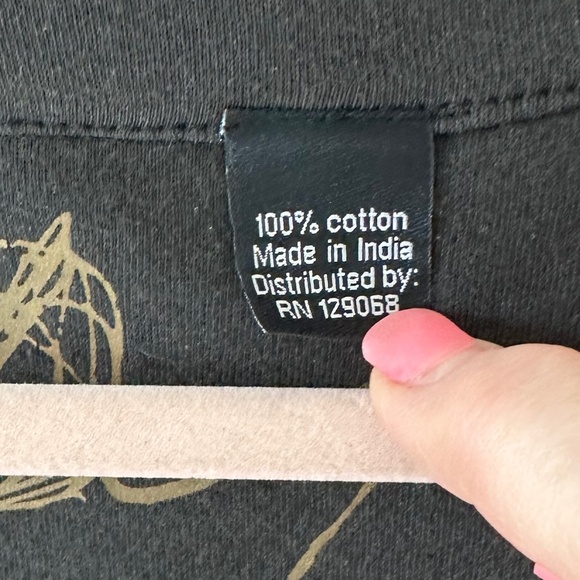 100% cotton
Made in India
Distributed by:
RN 129068